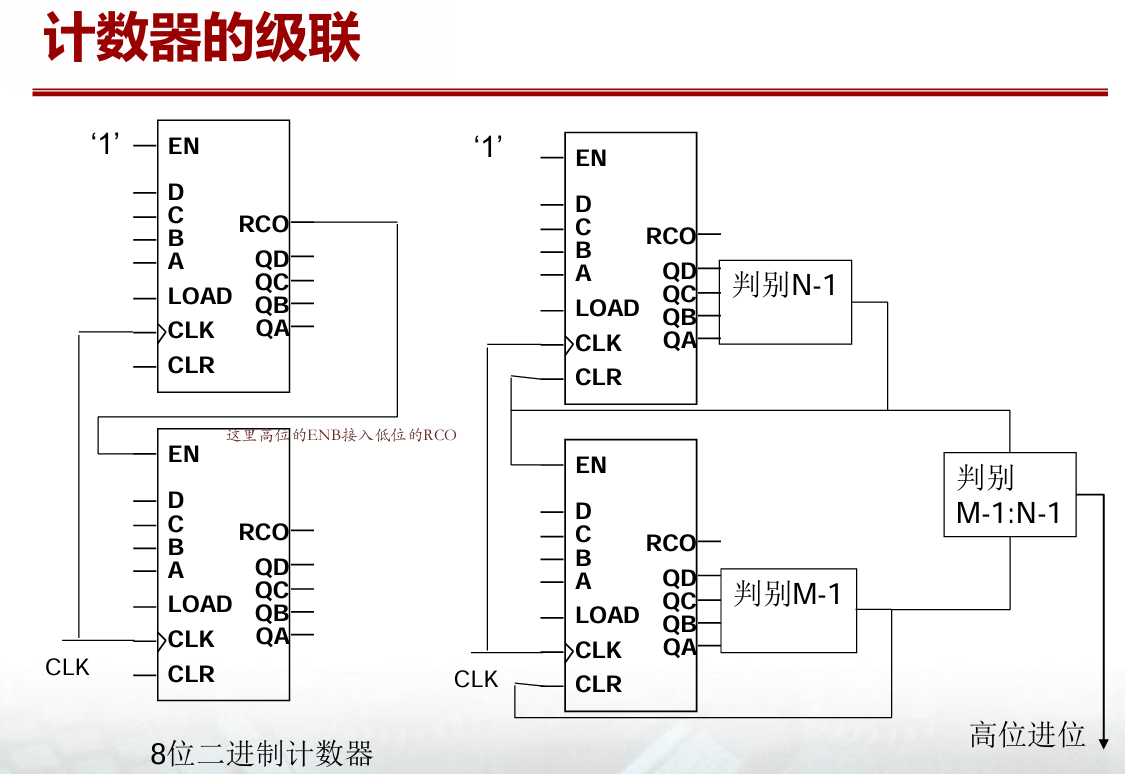 计数器的级联
‘1’
EN
D
C
B
A
LOAD
CLK
CLR
RCO
QD
QC
QB
QA
这里高位的ENB接入低位的RCO
EN
D
C
B
A
LOAD
CLK
CLR
RCO
QD
QC
QB
QA
CLK
8位二进制计数器
‘1’
EN
D
C
B
A
LOAD
CLK
CLR
RCO
QD
QC
QB
QA
判别N-1
EN
D
C
B
A
LOAD
CLK
CLR
RCO
QD
QC
QB
QA
判别M-1
CLK
判别
M-1:N-1
高位进位